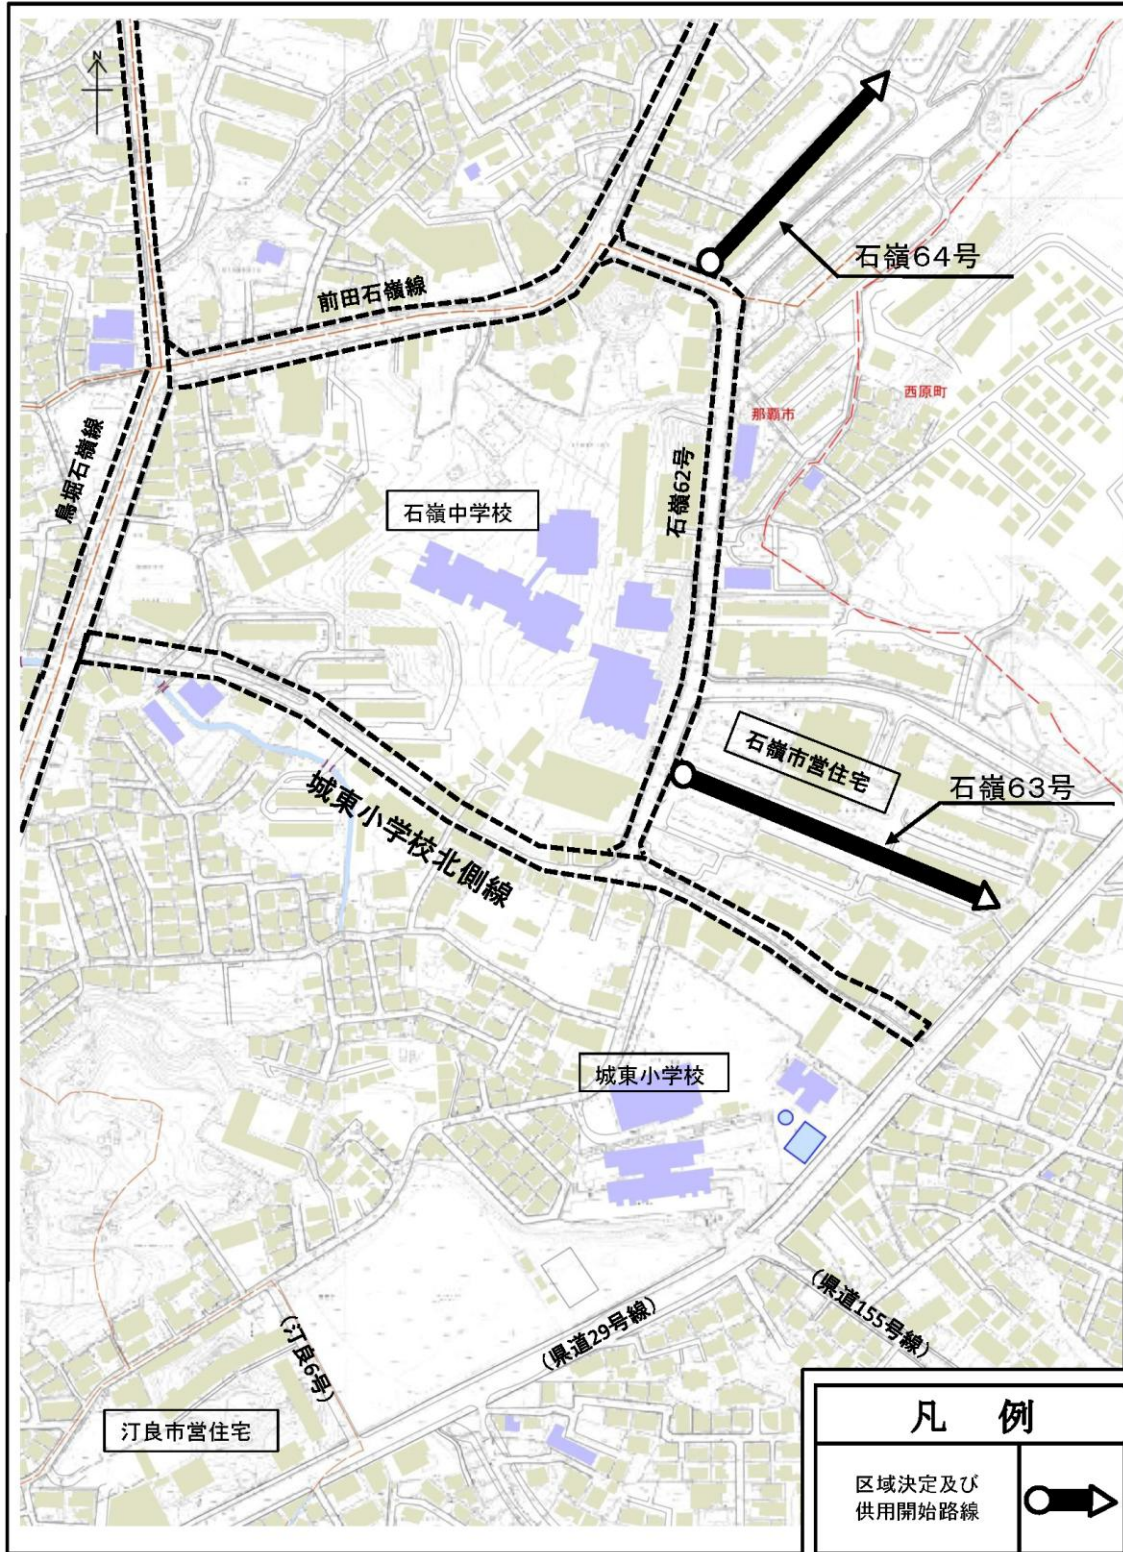 N
石嶺64号
前田石嶺線
西原町
那覇市
鳥堀石嶺線
石嶺62号
石嶺中学校
石嶺市営住宅
石嶺63号
城東小学校北側線
城東小学校
(県道155号線)
(県道29号線)
(汀良6号)
汀良市営住宅
凡 例
区域決定及び
供用開始路線